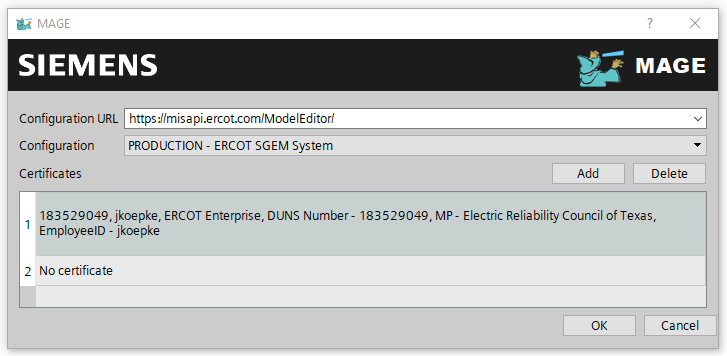 MAGE
?
SIEMENS
MAGE
Configuration URL https://misapi.ercot.com/ModelEditor/
Configuration PRODUCTION - ERCOT SGEM System
Certificates Add Delete
1 183529049, jkoepke, ERCOT Enterprise, DUNS Number - 183529049, MP - Electric Reliability Council of Texas,
EmployeeID - jkoepke
2 No certificate
OK Cancel